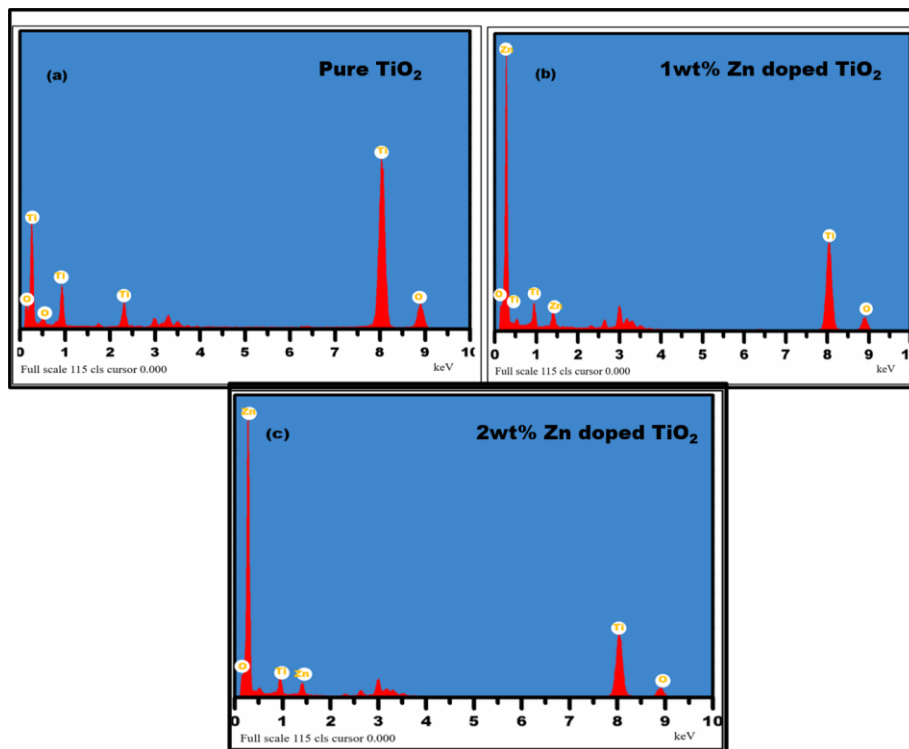 (a)
Pure TiO₂
Ti
Ti
Ti
Ti
O
O
O
0 1 2 3 4 5 6 7 8 9 10
Full scale 115 cls cursor 0.000
keV
Zn
(b)
1wt% Zn doped TiO₂
Ti
O
Ti
Ti
Zn
O
0 1 2 3 4 5 6 7 8 9 1
Full scale 115 cls cursor 0.000
keV
Zn
(c)
2wt% Zn doped TiO₂
Ti
O
Ti
Zn
O
0 1 2 3 4 5 6 7 8 9 10
Full scale 115 cls cursor 0.000
keV